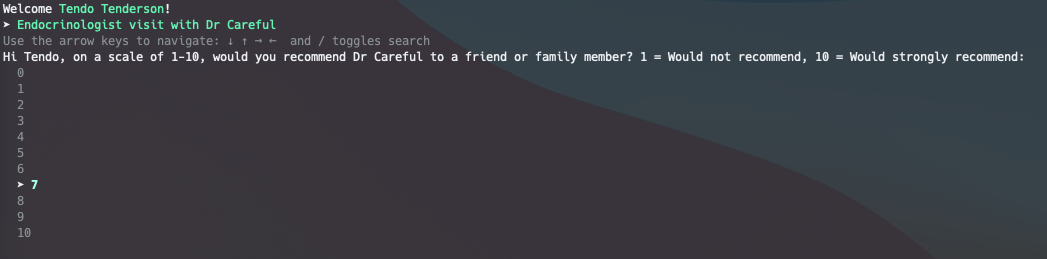 Welcome Tendo Tenderson!
➤ Endocrinologist visit with Dr Careful
Use the arrow keys to navigate: ↓ ↑ → ←  and / toggles search
Hi Tendo, on a scale of 1-10, would you recommend Dr Careful to a friend or family member? 1 = Would not recommend, 10 = Would strongly recommend:
0
1
2
3
4
5
6
➤ 7
8
9
10